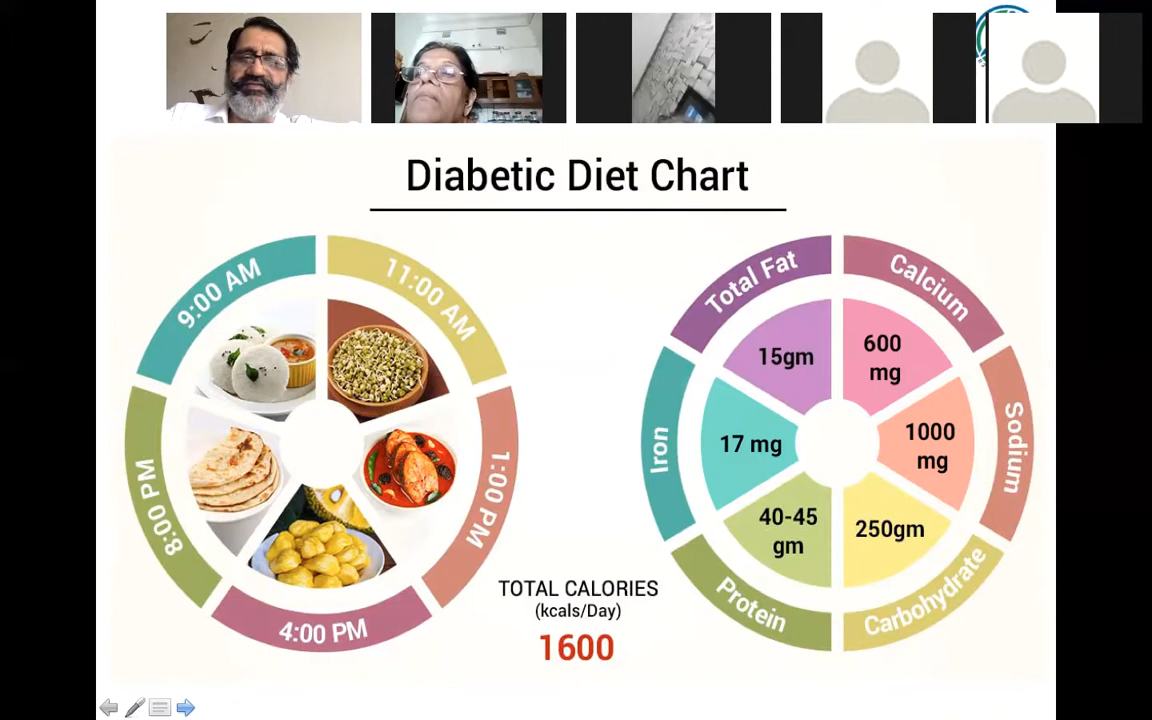 Diabetic Diet Chart
9:00 AM
11:00 AM
1:00 PM
4:00 PM
8:00 PM
TOTAL CALORIES
(kcals/Day)
1600
Total Fat
15gm
Calcium
600
mg
Sodium
1000
mg
Carbohydrate
250gm
Protein
40-45
gm
Iron
17 mg